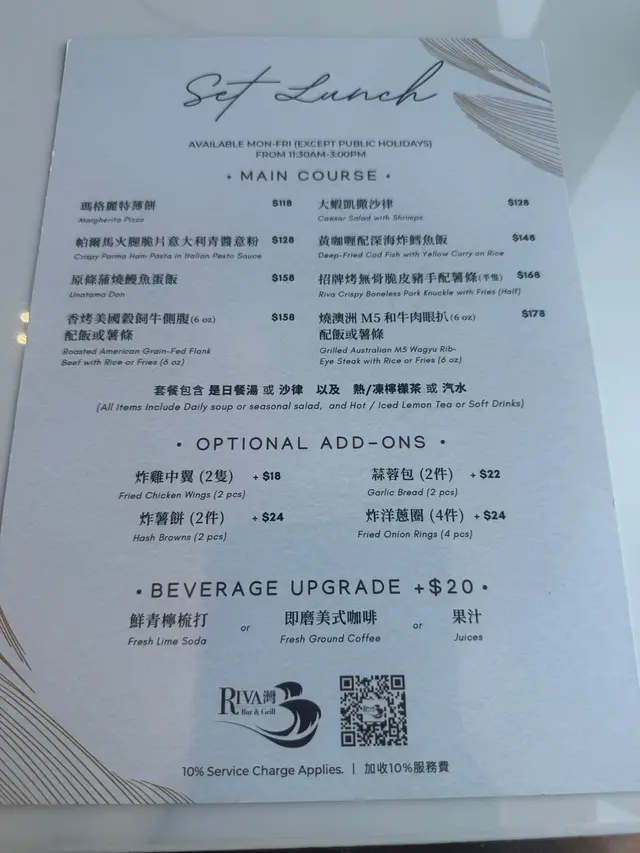 Set Lunch
AVAILABLE MON-FRI (EXCEPT PUBLIC HOLIDAYS)
FROM 11:30AM-3:00PM
• MAIN COURSE •
瑪格麗特薄餅 $118
Margherita Pizza
大蝦凱撒沙律 $128
Caesar Salad with Shrimps
帕爾馬火腿脆片意大利青醬意粉 $128
Crispy Parma Ham Pasta in Italian Pesto Sauce
黃咖喱配深海炸鱈魚飯 $148
Deep-Fried Cod Fish with Yellow Curry on Rice
原條蒲燒鰻魚蛋飯 $158
Unatama Don
招牌烤無骨脆皮豬手配薯條(半隻) $168
Riva Crispy Boneless Pork Knuckle with Fries (Half)
香烤美國穀飼牛側腹(6 oz) $158
配飯或薯條
Roasted American Grain-Fed Flank
Beef with Rice or Fries (6 oz)
燒澳洲 M5 和牛肉眼扒(6 oz) $178
配飯或薯條
Grilled Australian M5 Wagyu Rib-
Eye Steak with Rice or Fries (6 oz)
套餐包含 是日餐湯 或 沙律 以及 熱/凍檸檬茶 或 汽水
(All Items Include Daily soup or seasonal salad, and Hot / Iced Lemon Tea or Soft Drinks)
• OPTIONAL ADD-ONS •
炸雞中翼 (2隻) + $18
Fried Chicken Wings (2 pcs)
蒜蓉包 (2件) + $22
Garlic Bread (2 pcs)
炸薯餅 (2件) + $24
Hash Browns (2 pcs)
炸洋蔥圈 (4件) + $24
Fried Onion Rings (4 pcs)
• BEVERAGE UPGRADE +$20 •
鮮青檸梳打 or 即磨美式咖啡 or 果汁
Fresh Lime Soda Fresh Ground Coffee Juices
RIVA灣
Bar & Grill
10% Service Charge Applies. | 加收10%服務費